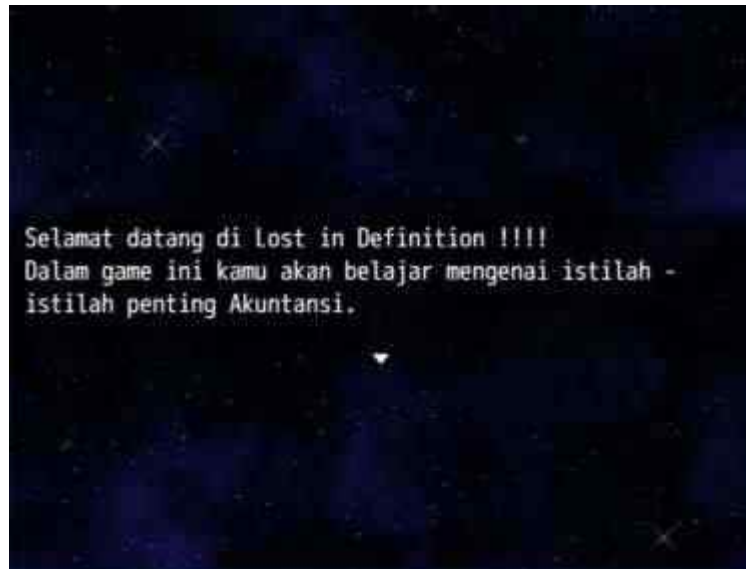 Selamat datang di Lost in Definition !!!!
Dalam game ini kamu akan belajar mengenai istilah -
istilah penting Akuntansi.